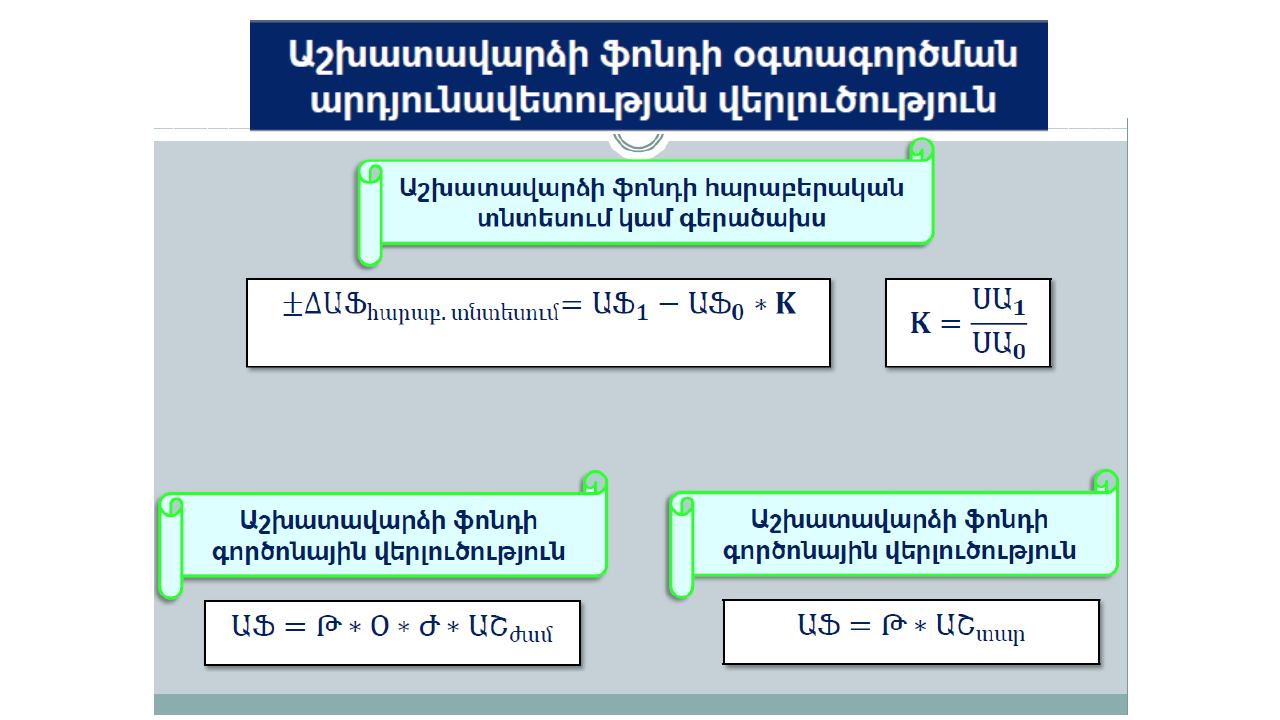 Աշխատավարձի ֆոնդի օգտագործման
արդյունավետության վերլուծություն
Աշխատավարձի ֆոնդի հարաբերական
տնտեսում կամ գերածախս
±ΔԱՖհարաբ. տնտեսում= ԱՖ₁ − ԱՖ₀ * K
K = ՍԱ₁ / ՍԱ₀
Աշխատավարձի ֆոնդի
գործոնային վերլուծություն
ԱՖ = Թ * Օ * Ժ * ԱՇժամ
Աշխատավարձի ֆոնդի
գործոնային վերլուծություն
ԱՖ = Թ * ԱՇտար